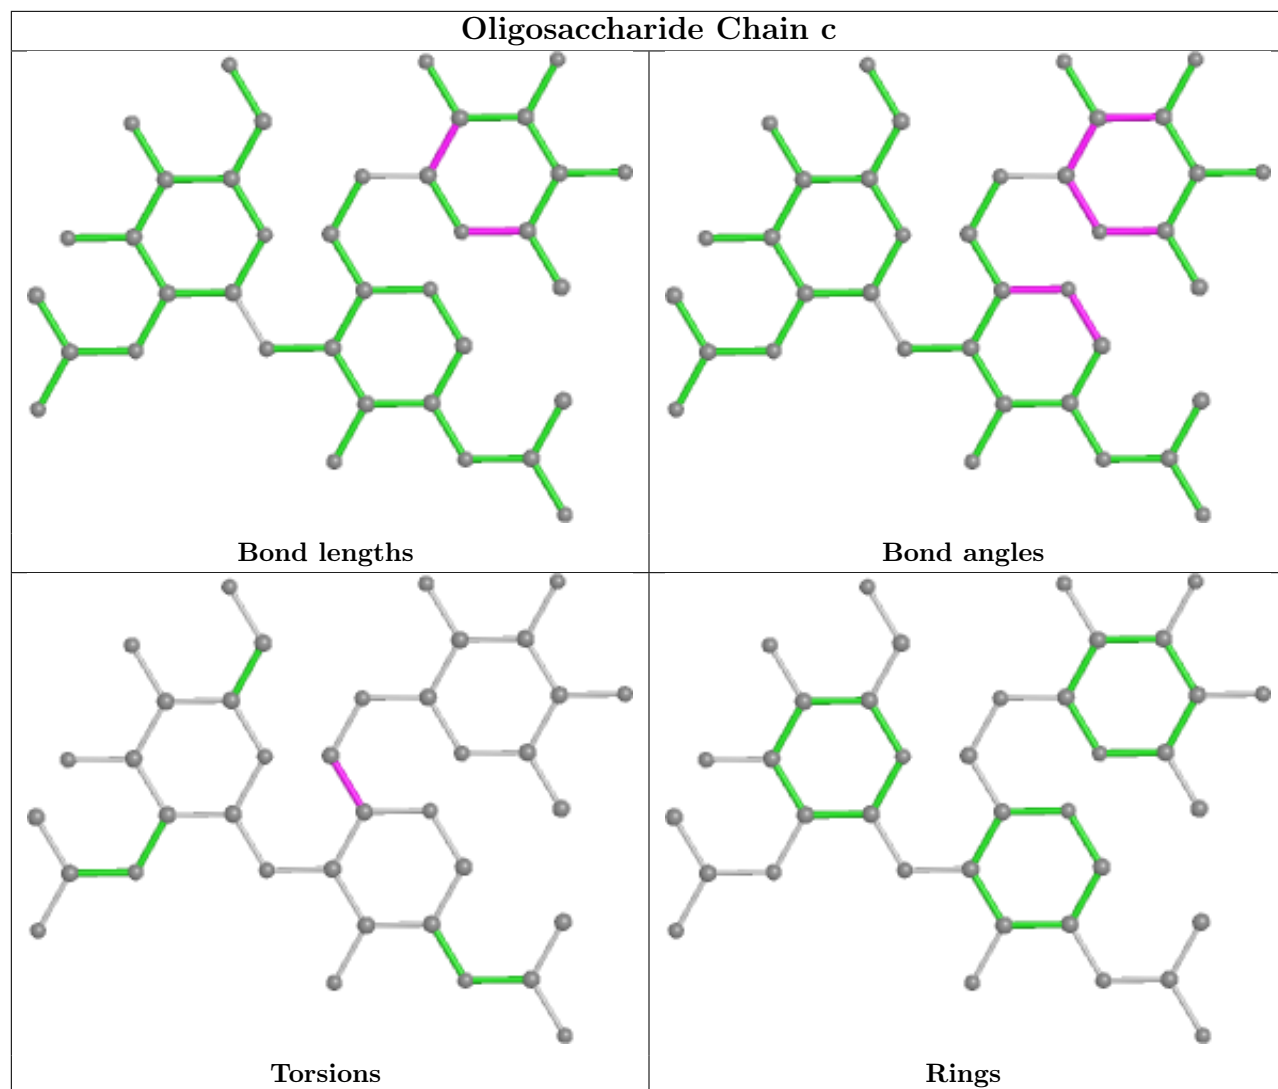 Oligosaccharide Chain c
Bond lengths
Bond angles
Torsions
Rings